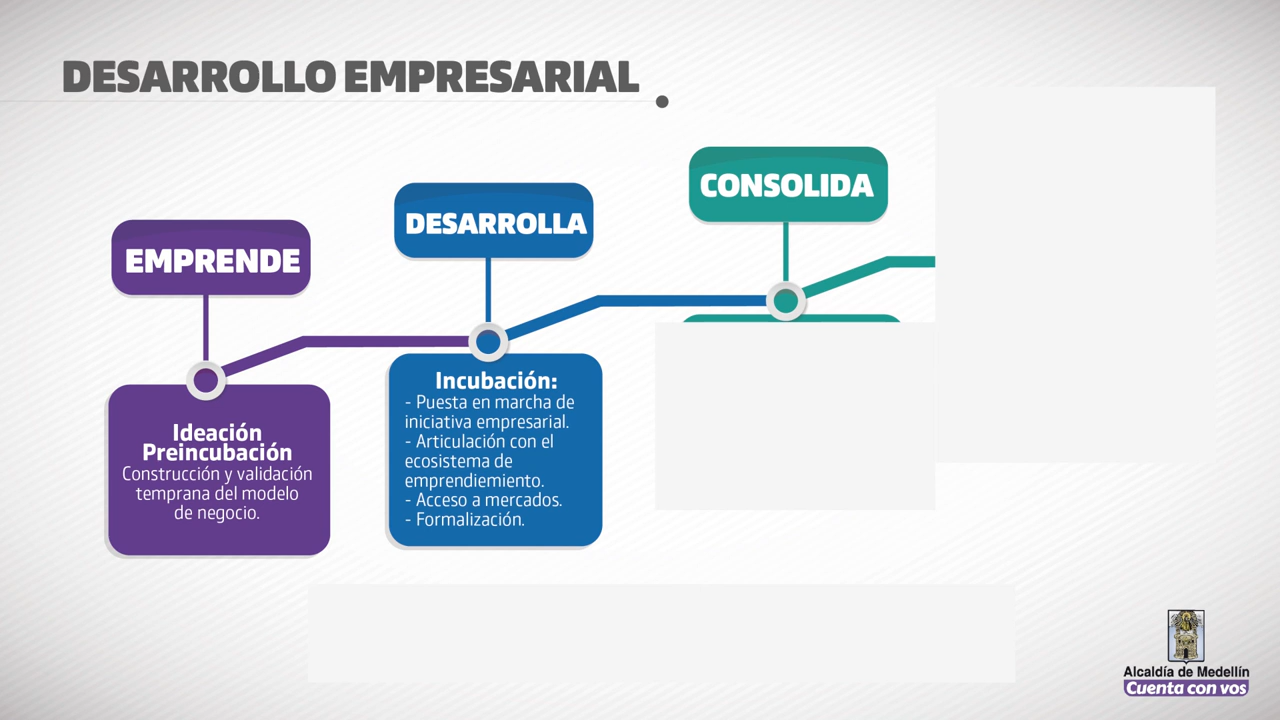 DESARROLLO EMPRESARIAL
EMPRENDE
Ideación
Preincubación
Construcción y validación
temprana del modelo
de negocio.
DESARROLLA
Incubación:
- Puesta en marcha de
iniciativa empresarial.
- Articulación con el
ecosistema de
emprendiemiento.
- Acceso a mercados.
- Formalización.
CONSOLIDA
Alcaldía de Medellín
Cuenta con vos